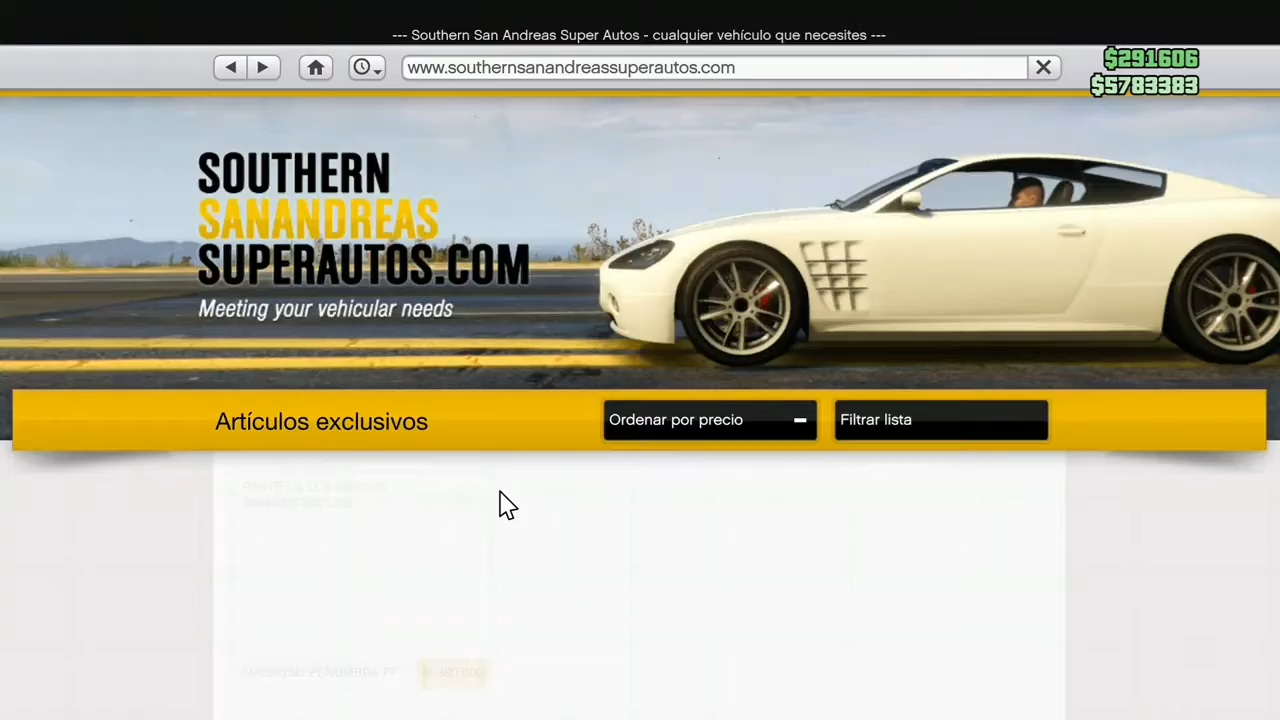 --- Southern San Andreas Super Autos - cualquier vehículo que necesites ---
www.southernsanandreassuperautos.com
$291606
$5783383
SOUTHERN
SANANDREAS
SUPERAUTOS.COM
Meeting your vehicular needs
Artículos exclusivos
Ordenar por precio
Filtrar lista